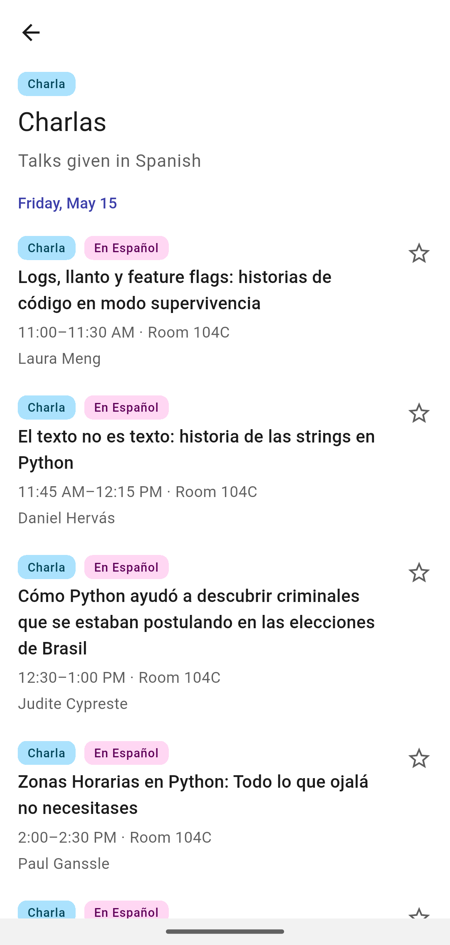 Charla
Charlas
Talks given in Spanish
Friday, May 15
Charla En Español
Logs, llanto y feature flags: historias de
código en modo supervivencia
11:00–11:30 AM · Room 104C
Laura Meng
Charla En Español
El texto no es texto: historia de las strings en
Python
11:45 AM–12:15 PM · Room 104C
Daniel Hervás
Charla En Español
Cómo Python ayudó a descubrir criminales
que se estaban postulando en las elecciones
de Brasil
12:30–1:00 PM · Room 104C
Judite Cypreste
Charla En Español
Zonas Horarias en Python: Todo lo que ojalá
no necesitases
2:00–2:30 PM · Room 104C
Paul Ganssle
Charla En Español